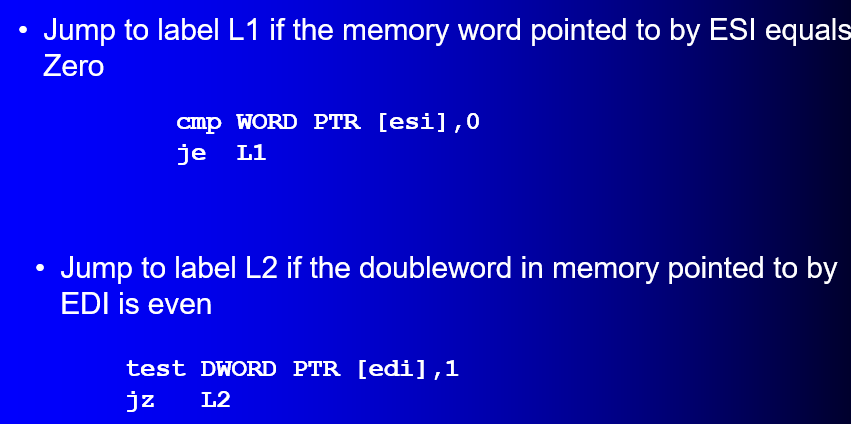 • Jump to label L1 if the memory word pointed to by ESI equals
Zero
cmp WORD PTR [esi],0
je L1
• Jump to label L2 if the doubleword in memory pointed to by
EDI is even
test DWORD PTR [edi],1
jz L2